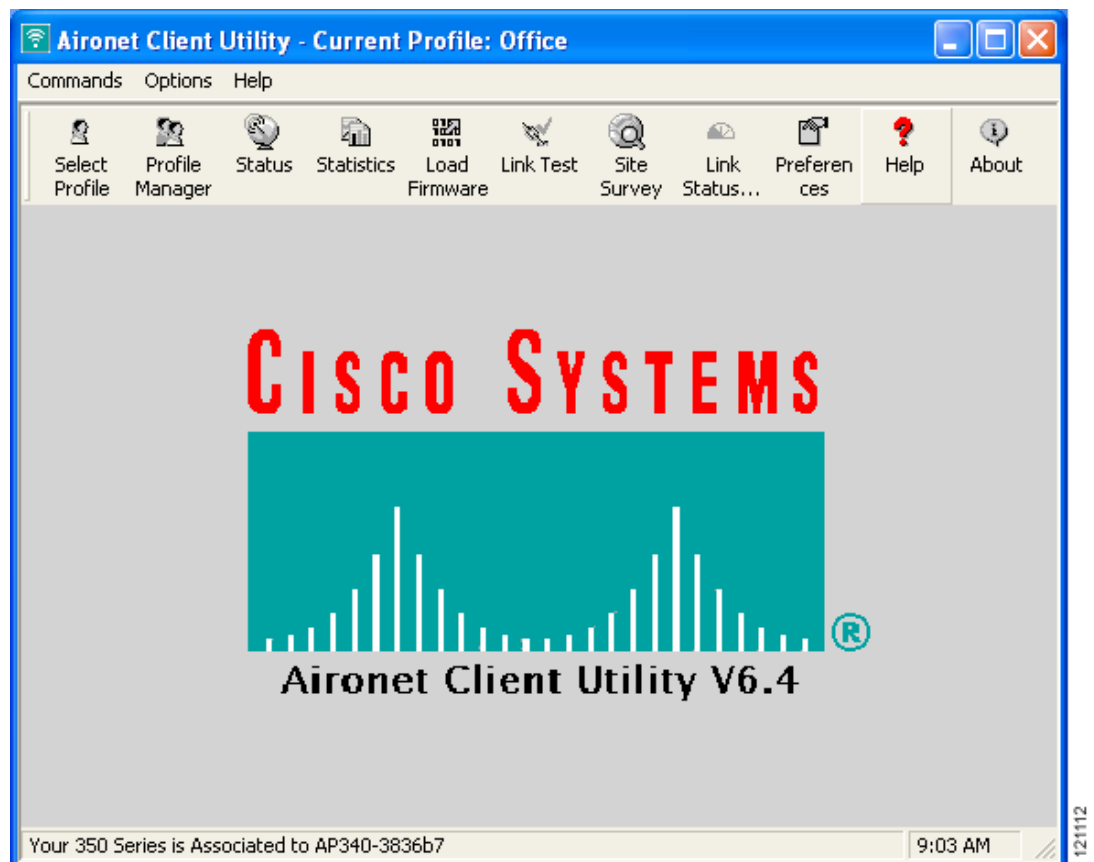 Aironet Client Utility - Current Profile: Office
Commands Options Help
Select Profile
Profile Manager
Status
Statistics
Load Firmware
Link Test
Site Survey
Link Status...
Preferen ces
Help
About
CISCO SYSTEMS
®
Aironet Client Utility V6.4
Your 350 Series is Associated to AP340-3836b7
9:03 AM
121112